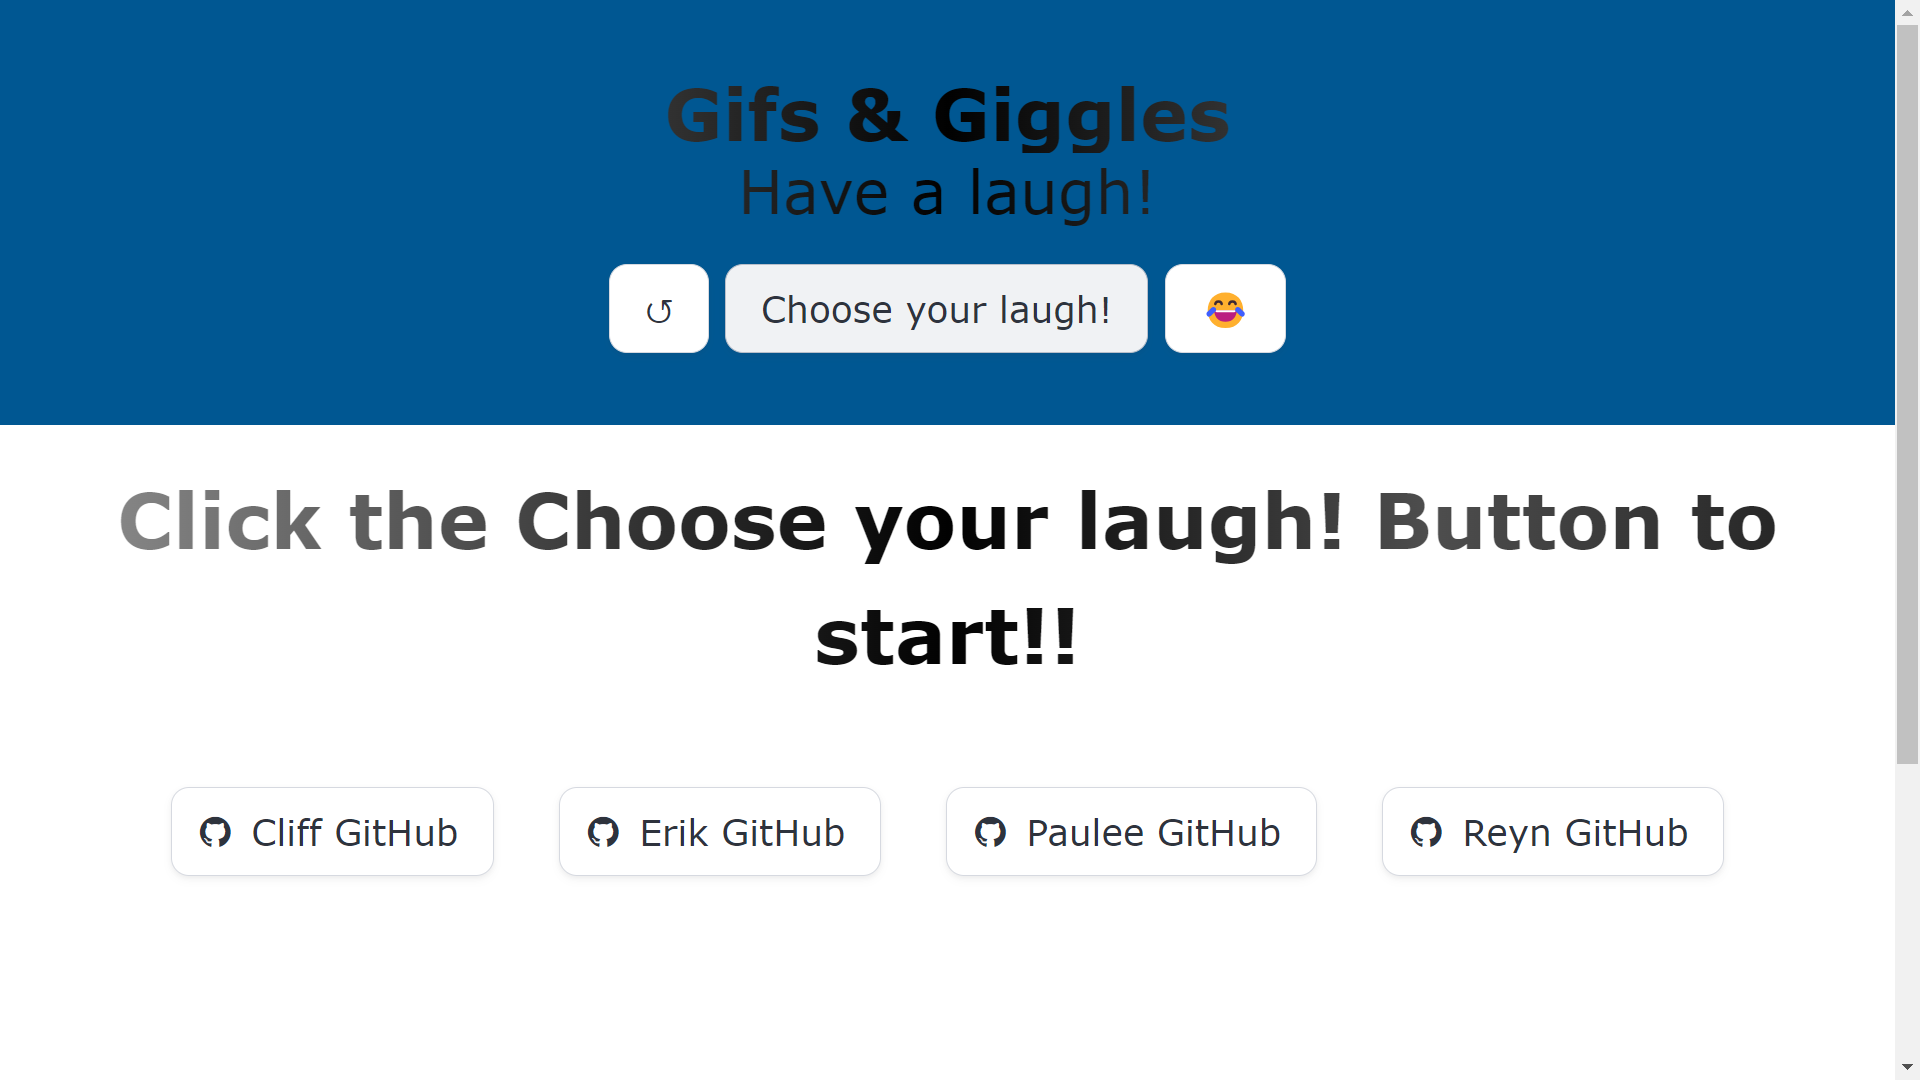 Gifs & Giggles
Have a laugh!
↺ Choose your laugh! 😂
Click the Choose your laugh! Button to
start!!
Cliff GitHub Erik GitHub Paulee GitHub Reyn GitHub